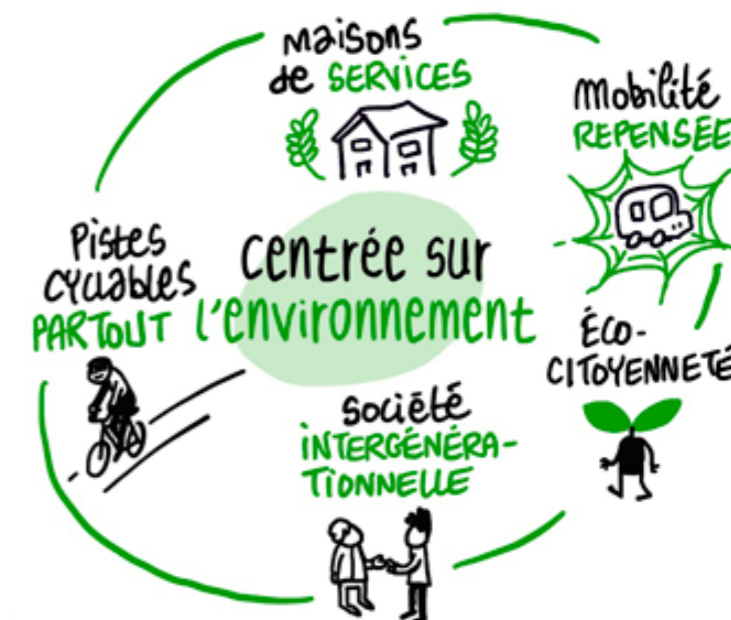 maisons
de SERVICES
mobilité
REPENSÉE
Pistes
cyclables
PARTOUT
centrée sur
l'environnement
ÉCO-
CITOYENNETÉ
société
INTERGÉNÉRA-
TIONNELLE